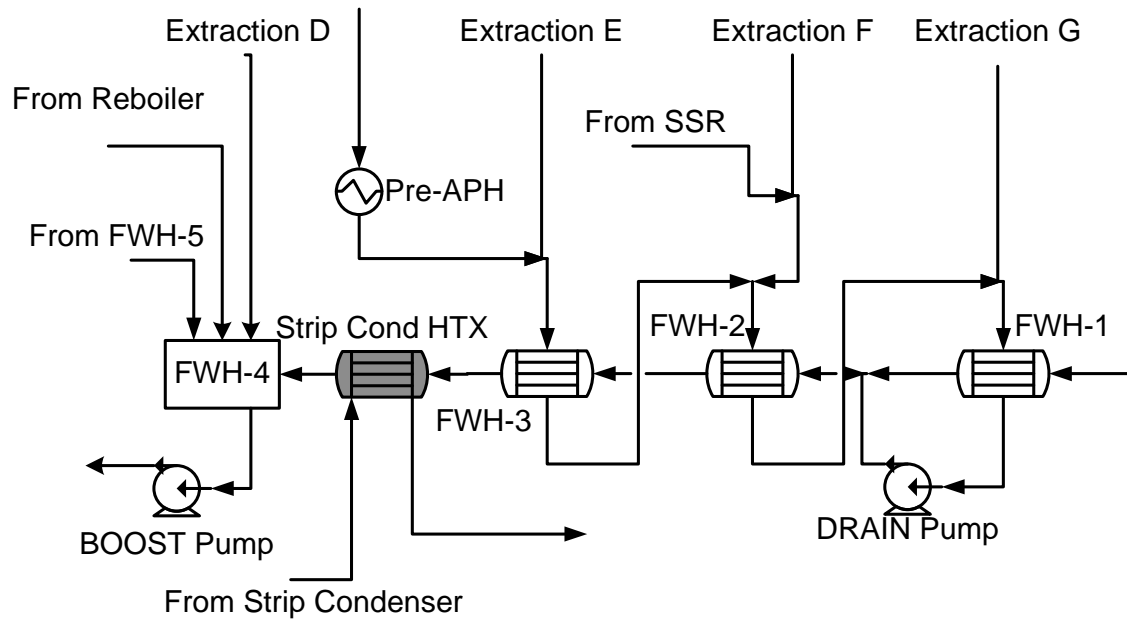 Extraction D
Extraction E
Extraction F
Extraction G
From Reboiler
From SSR
Pre-APH
From FWH-5
Strip Cond HTX
FWH-2
FWH-1
FWH-4
FWH-3
BOOST Pump
DRAIN Pump
From Strip Condenser